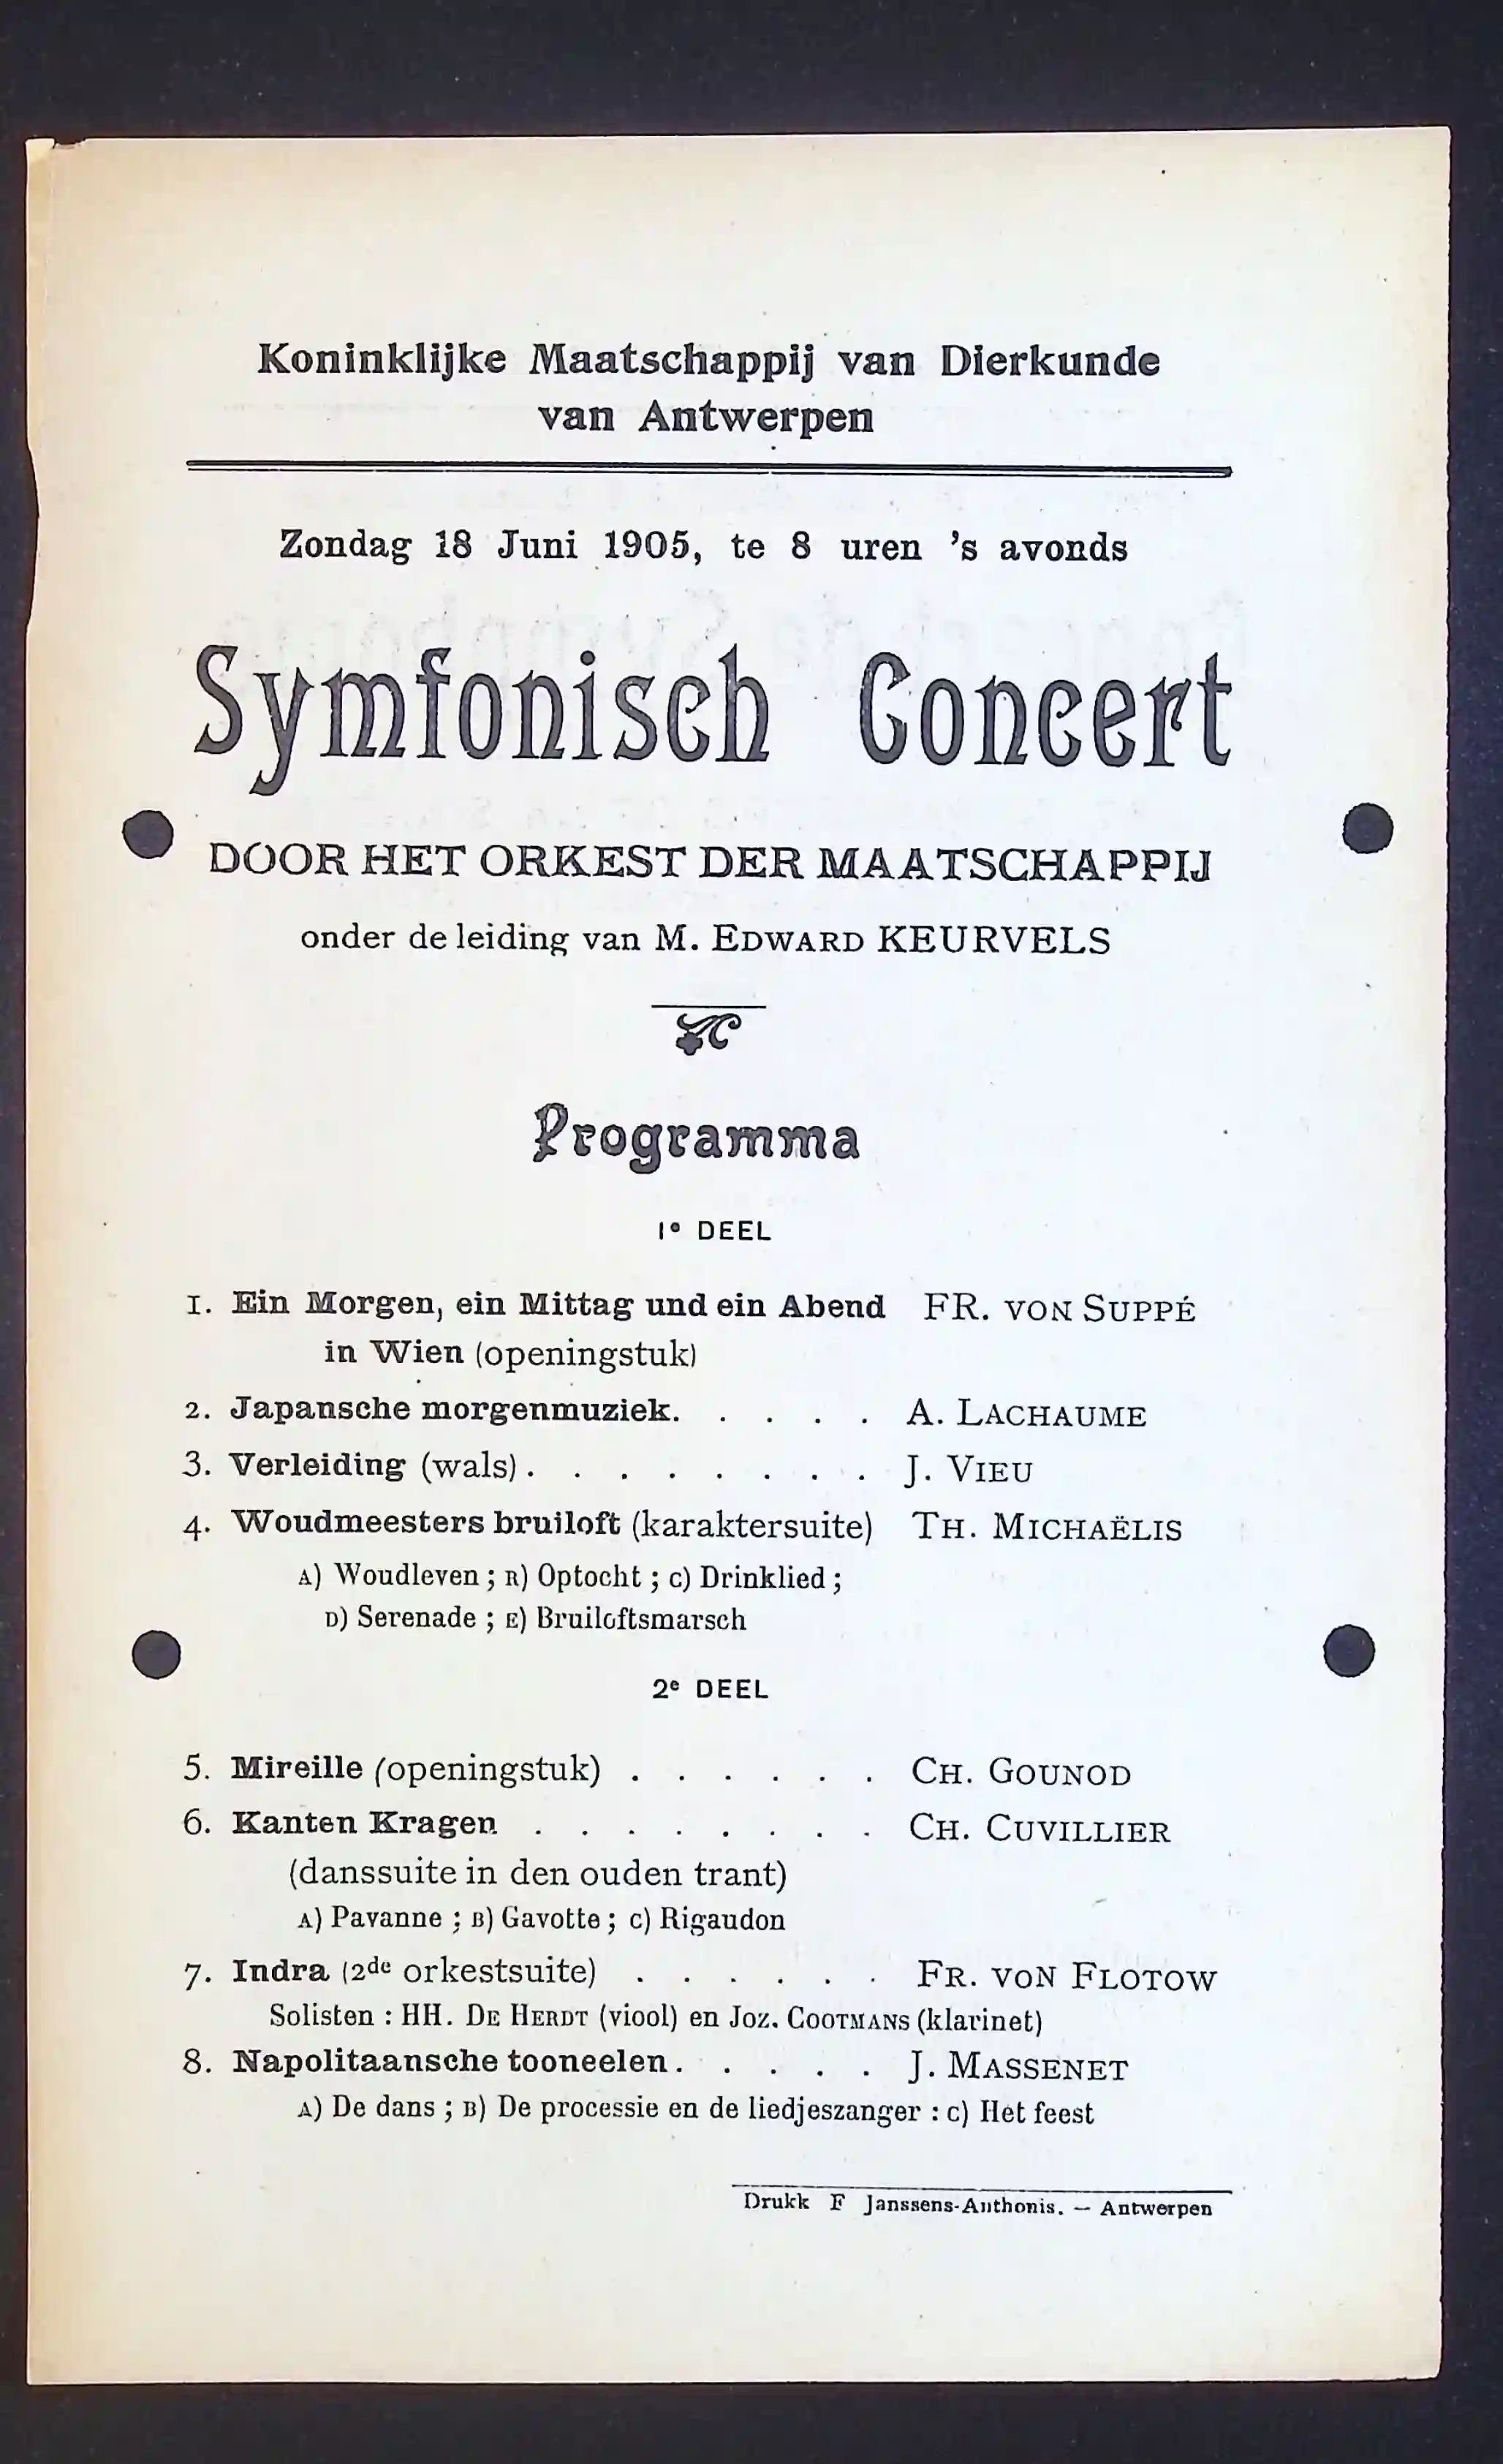 Koninklijke Maatschappij van Dierkunde
van Antwerpen
Zondag 18 Juni 1905, te 8 uren 's avonds
Symfonisch Concert
DOOR HET ORKEST DER MAATSCHAPPIJ
onder de leiding van M. EDWARD KEURVELS
Programma
1e DEEL
1. Ein Morgen, ein Mittag und ein Abend FR. VON SUPPÉ
in Wien (openingstuk)
2. Japansche morgenmuziek. . . . . A. LACHAUME
3. Verleiding (wals) . . . . . . . . J. VIEU
4. Woudmeesters bruiloft (karaktersuite) TH. MICHAËLIS
A) Woudleven ; R) Optocht ; C) Drinklied ;
D) Serenade ; E) Bruiloftsmarsch
2e DEEL
5. Mireille (openingstuk) . . . . . . CH. GOUNOD
6. Kanten Kragen . . . . . . . . CH. CUVILLIER
(danssuite in den ouden trant)
A) Pavanne ; B) Gavotte ; C) Rigaudon
7. Indra (2de orkestsuite) . . . . . . FR. VON FLOTOW
Solisten : HH. DE HERDT (viool) en Joz. COOTMANS (klarinet)
8. Napolitaansche tooneelen . . . . . J. MASSENET
A) De dans ; B) De processie en de liedjeszanger : C) Het feest
Drukk F Janssens-Anthonis. — Antwerpen